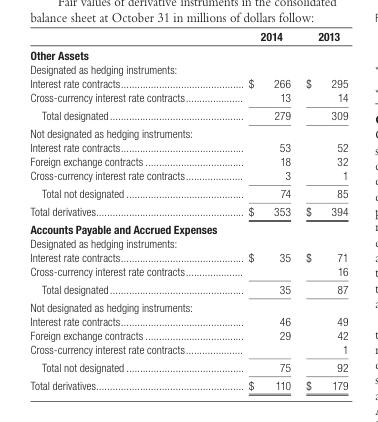 Fair values of derivative instruments in the consolidated
balance sheet at October 31 in millions of dollars follow:
2014 2013
Other Assets
Designated as hedging instruments:
Interest rate contracts $ 266 $ 295
Cross-currency interest rate contracts 13 14
Total designated 279 309
Not designated as hedging instruments:
Interest rate contracts 53 52
Foreign exchange contracts 18 32
Cross-currency interest rate contracts 3 1
Total not designated 74 85
Total derivatives $ 353 $ 394
Accounts Payable and Accrued Expenses
Designated as hedging instruments:
Interest rate contracts $ 35 $ 71
Cross-currency interest rate contracts 16
Total designated 35 87
Not designated as hedging instruments:
Interest rate contracts 46 49
Foreign exchange contracts 29 42
Cross-currency interest rate contracts 1
Total not designated 75 92
Total derivatives $ 110 $ 179